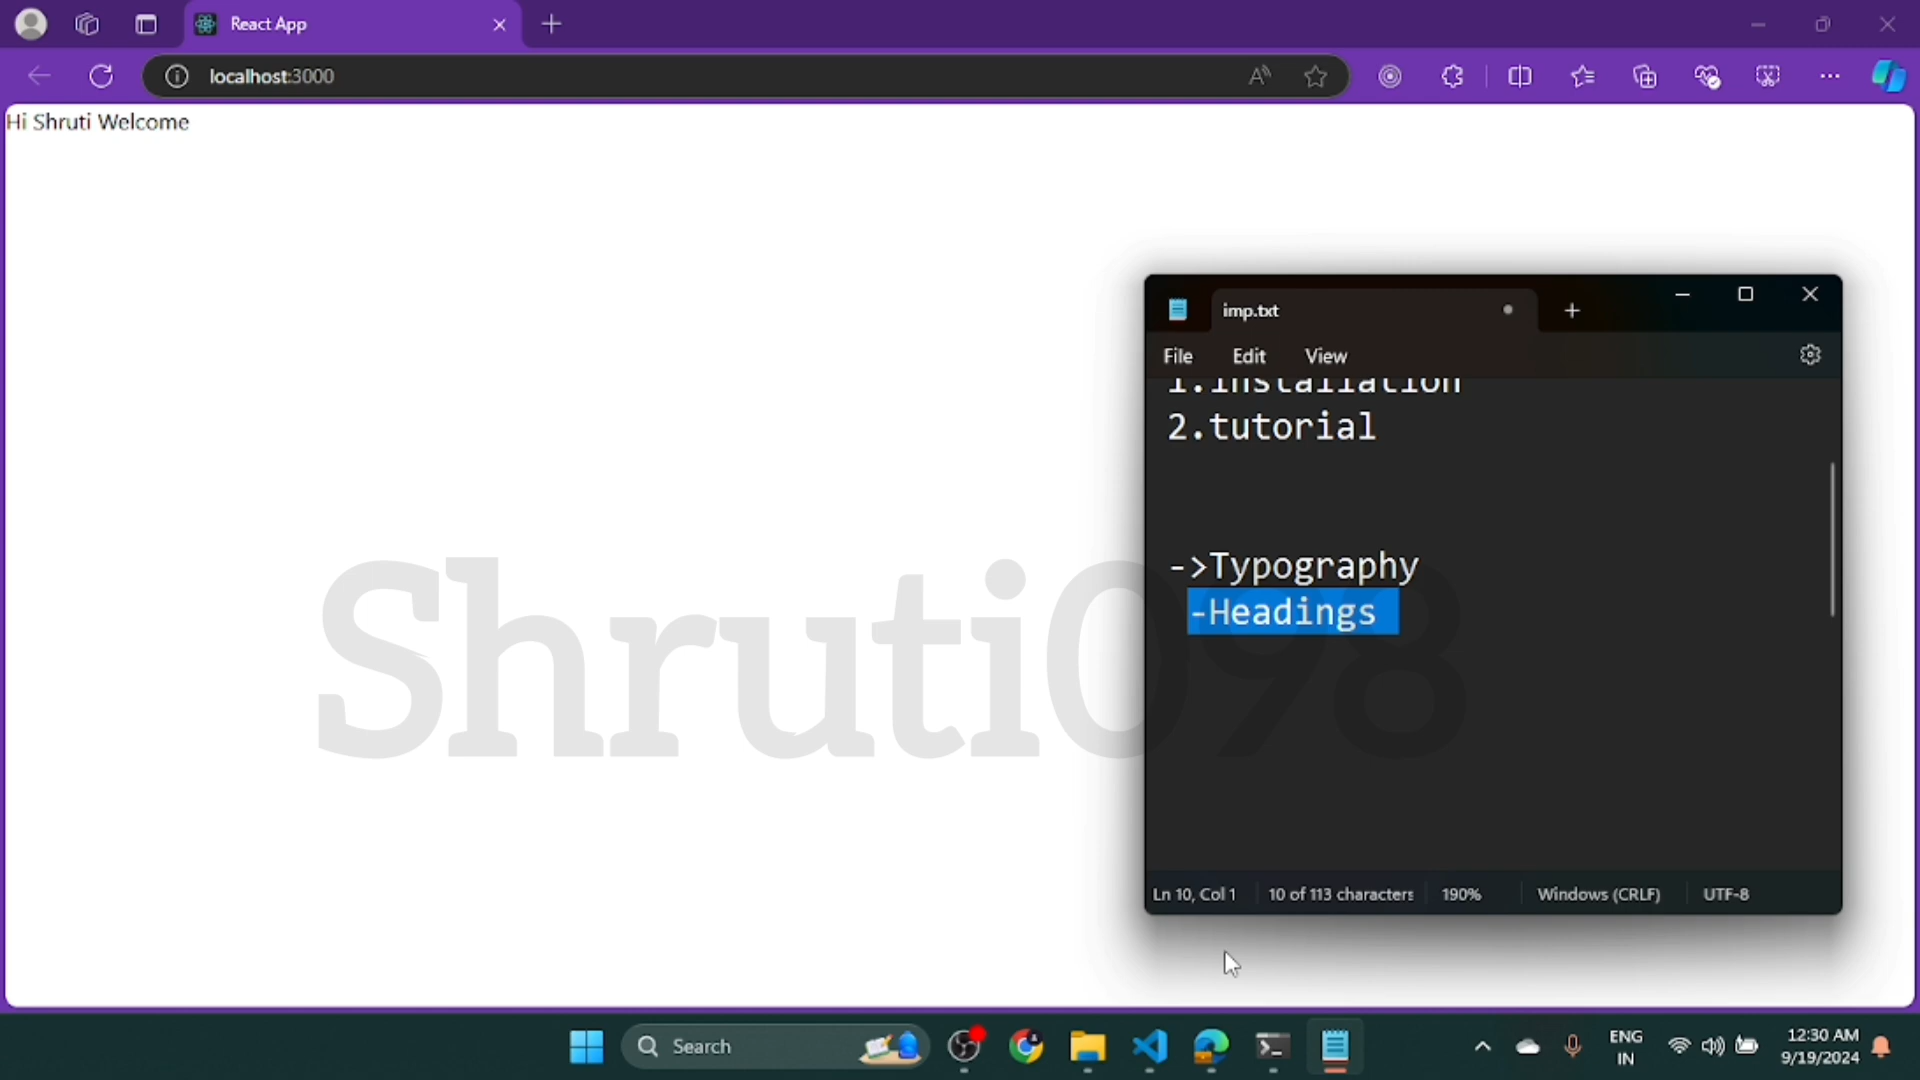 React App
localhost:3000
Hi Shruti Welcome
imp.txt
File Edit View
1.installation
2.tutorial
->Typography
-Headings
Shruti098
Ln 10, Col 1 10 of 113 characters 190% Windows (CRLF) UTF-8
Search
ENG
IN
12:30 AM
9/19/2024